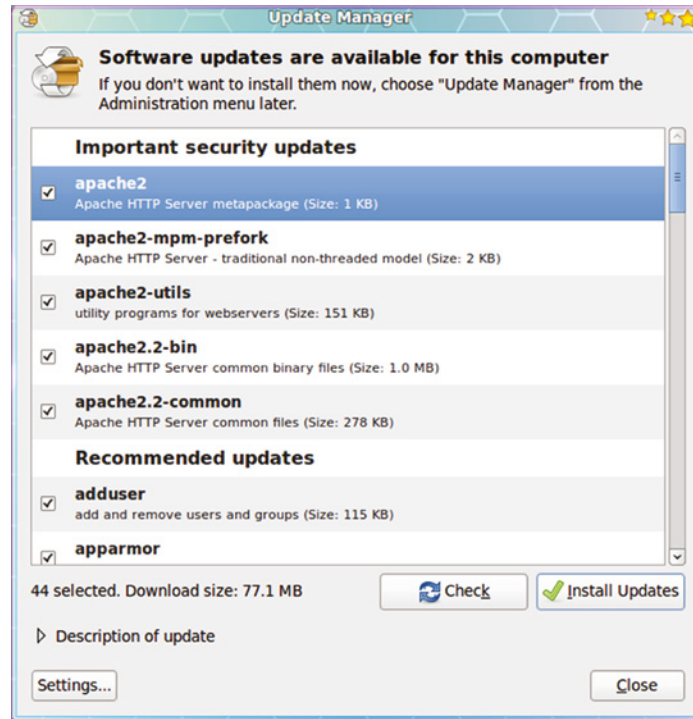 Update Manager
Software updates are available for this computer
If you don't want to install them now, choose "Update Manager" from the
Administration menu later.
Important security updates
apache2
Apache HTTP Server metapackage (Size: 1 KB)
apache2-mpm-prefork
Apache HTTP Server - traditional non-threaded model (Size: 2 KB)
apache2-utils
utility programs for webservers (Size: 151 KB)
apache2.2-bin
Apache HTTP Server common binary files (Size: 1.0 MB)
apache2.2-common
Apache HTTP Server common files (Size: 278 KB)
Recommended updates
adduser
add and remove users and groups (Size: 115 KB)
apparmor
44 selected. Download size: 77.1 MB
Check
Install Updates
Description of update
Settings...
Close